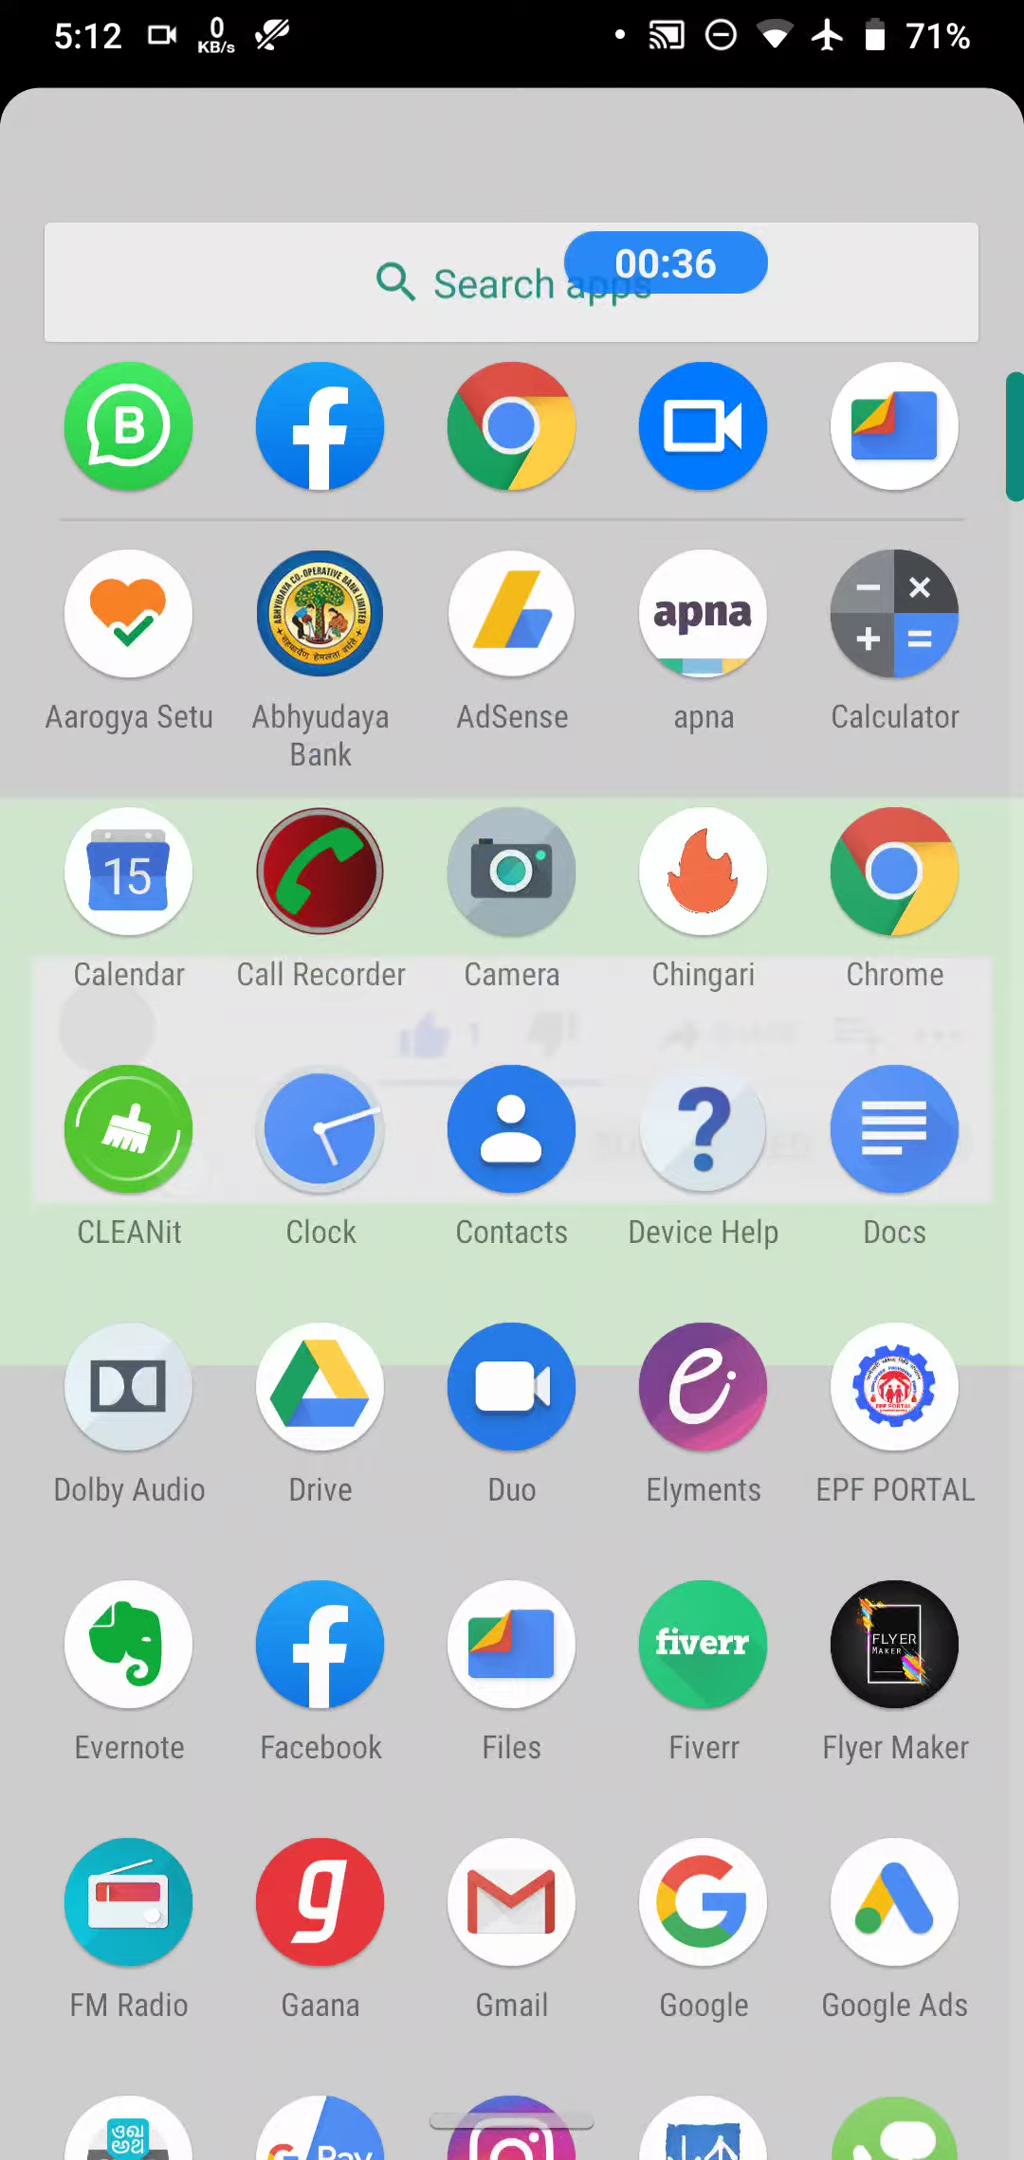 5:12
0
KB/s
71%
Search apps
00:36
B
apna
Aarogya Setu
Abhyudaya
Bank
AdSense
apna
Calculator
15
Calendar
Call Recorder
Camera
Chingari
Chrome
1
CLEANit
Clock
Contacts
Device Help
Docs
Dolby Audio
Drive
Duo
Elyments
EPF PORTAL
fiverr
FLYER
MAKER
Evernote
Facebook
Files
Fiverr
Flyer Maker
FM Radio
Gaana
Gmail
Google
Google Ads
G Pay